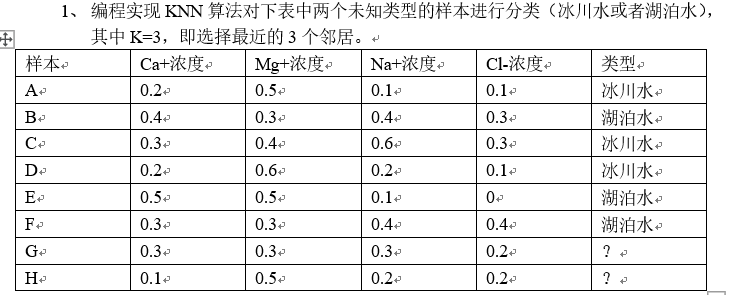 1、 编程实现 KNN 算法对下表中两个未知类型的样本进行分类（冰川水或者湖泊水），
其中 K=3，即选择最近的 3 个邻居。
样本 Ca+浓度 Mg+浓度 Na+浓度 Cl-浓度 类型
A 0.2 0.5 0.1 0.1 冰川水
B 0.4 0.3 0.4 0.3 湖泊水
C 0.3 0.4 0.6 0.3 冰川水
D 0.2 0.6 0.2 0.1 冰川水
E 0.5 0.5 0.1 0 湖泊水
F 0.3 0.3 0.4 0.4 湖泊水
G 0.3 0.3 0.3 0.2 ？
H 0.1 0.5 0.2 0.2 ？